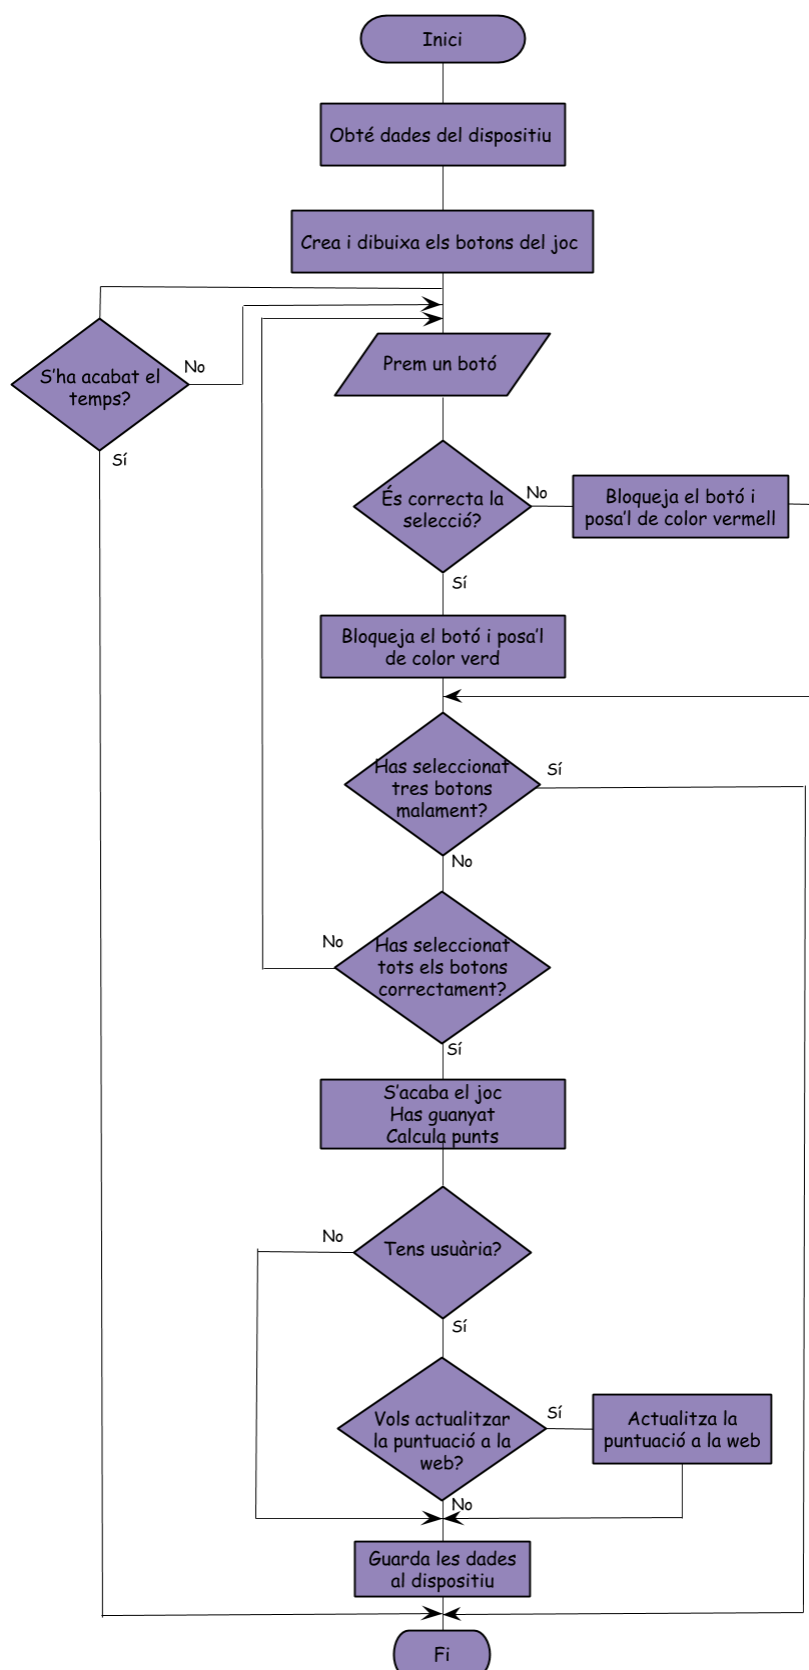 Inici
Obté dades del dispositiu
Crea i dibuixa els botons del joc
S'ha acabat el
temps?
No
Sí
Prem un botó
És correcta la
selecció?
No
Bloqueja el botó i
posa'l de color vermell
Sí
Bloqueja el botó i posa'l
de color verd
Has seleccionat
tres botons
malament?
Sí
No
Has seleccionat
tots els botons
correctament?
No
Sí
S'acaba el joc
Has guanyat
Calcula punts
Tens usuària?
No
Sí
Vols actualitzar
la puntuació a la
web?
Sí
Actualitza la
puntuació a la web
No
Guarda les dades
al dispositiu
Fi